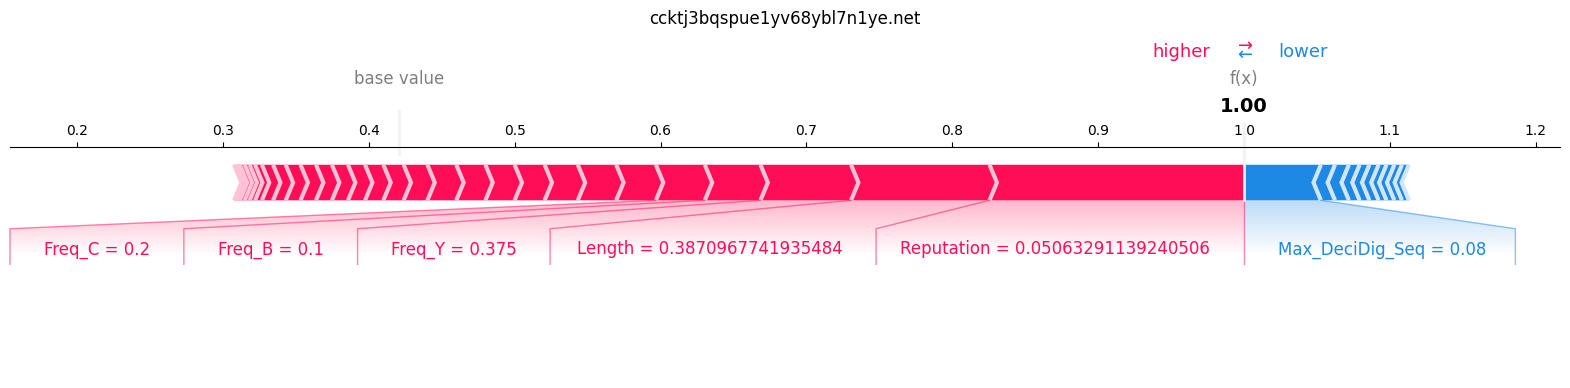 ccktj3bqspue1yv68ybl7n1ye.net
higher ⇄ lower
base value f(x)
1.00
0.2 0.3 0.4 0.5 0.6 0.7 0.8 0.9 1.0 1.1 1.2
Freq_C = 0.2 Freq_B = 0.1 Freq_Y = 0.375 Length = 0.3870967741935484 Reputation = 0.05063291139240506 Max_DeciDig_Seq = 0.08